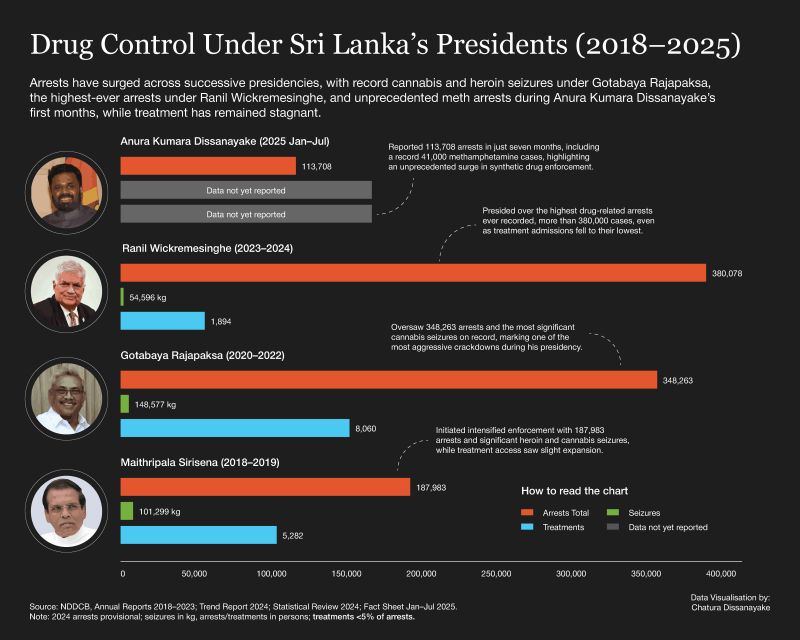 Drug Control Under Sri Lanka’s Presidents (2018–2025)
Arrests have surged across successive presidencies, with record cannabis and heroin seizures under Gotabaya Rajapaksa,
the highest-ever arrests under Ranil Wickremesinghe, and unprecedented meth arrests during Anura Kumara Dissanayake’s
first months, while treatment has remained stagnant.
Anura Kumara Dissanayake (2025 Jan–Jul)
113,708
Data not yet reported
Data not yet reported
Reported 113,708 arrests in just seven months, including
a record 41,000 methamphetamine cases, highlighting
an unprecedented surge in synthetic drug enforcement.
Presided over the highest drug-related arrests
ever recorded, more than 380,000 cases, even
as treatment admissions fell to their lowest.
Ranil Wickremesinghe (2023–2024)
380,078
54,596 kg
1,894
Oversaw 348,263 arrests and the most significant
cannabis seizures on record, marking one of the
most aggressive crackdowns during his presidency.
Gotabaya Rajapaksa (2020–2022)
348,263
148,577 kg
8,060
Initiated intensified enforcement with 187,983
arrests and significant heroin and cannabis seizures,
while treatment access saw slight expansion.
Maithripala Sirisena (2018–2019)
187,983
101,299 kg
5,282
How to read the chart
Arrests Total
Seizures
Treatments
Data not yet reported
0 50,000 100,000 150,000 200,000 250,000 300,000 350,000 400,000
Source: NDDCB, Annual Reports 2018–2023; Trend Report 2024; Statistical Review 2024; Fact Sheet Jan–Jul 2025.
Note: 2024 arrests provisional; seizures in kg, arrests/treatments in persons; treatments <5% of arrests.
Data Visualisation by:
Chatura Dissanayake